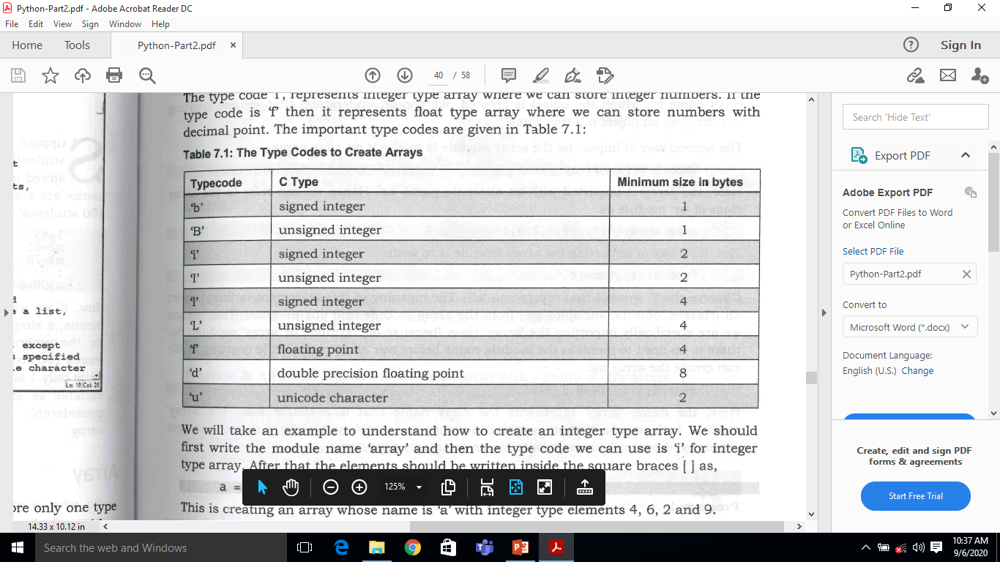 Python-Part2.pdf - Adobe Acrobat Reader DC
File Edit View Sign Window Help
Home Tools Python-Part2.pdf × Sign In
40 / 58
The type code 'i', represents integer type array where we can store integer numbers. If the
type code is 'f' then it represents float type array where we can store numbers with
decimal point. The important type codes are given in Table 7.1:
Table 7.1: The Type Codes to Create Arrays
Typecode C Type Minimum size in bytes
'b' signed integer 1
'B' unsigned integer 1
'i' signed integer 2
'I' unsigned integer 2
'l' signed integer 4
'L' unsigned integer 4
'f' floating point 4
'd' double precision floating point 8
'u' unicode character 2
We will take an example to understand how to create an integer type array. We should
first write the module name 'array' and then the type code we can use is 'i' for integer
type array. After that the elements should be written inside the square braces [ ] as,
a =
This is creating an array whose name is 'a' with integer type elements 4, 6, 2 and 9.
e a list,
except
specified
character
Ln: 18 Col: 28
ore only one type
125%
14.33 x 10.12 in
Search 'Hide Text'
Export PDF
Adobe Export PDF
Convert PDF Files to Word
or Excel Online
Select PDF File
Python-Part2.pdf
Convert to
Microsoft Word (*.docx)
Document Language:
English (U.S.) Change
Create, edit and sign PDF
forms & agreements
Start Free Trial
Search the web and Windows
10:37 AM
9/6/2020